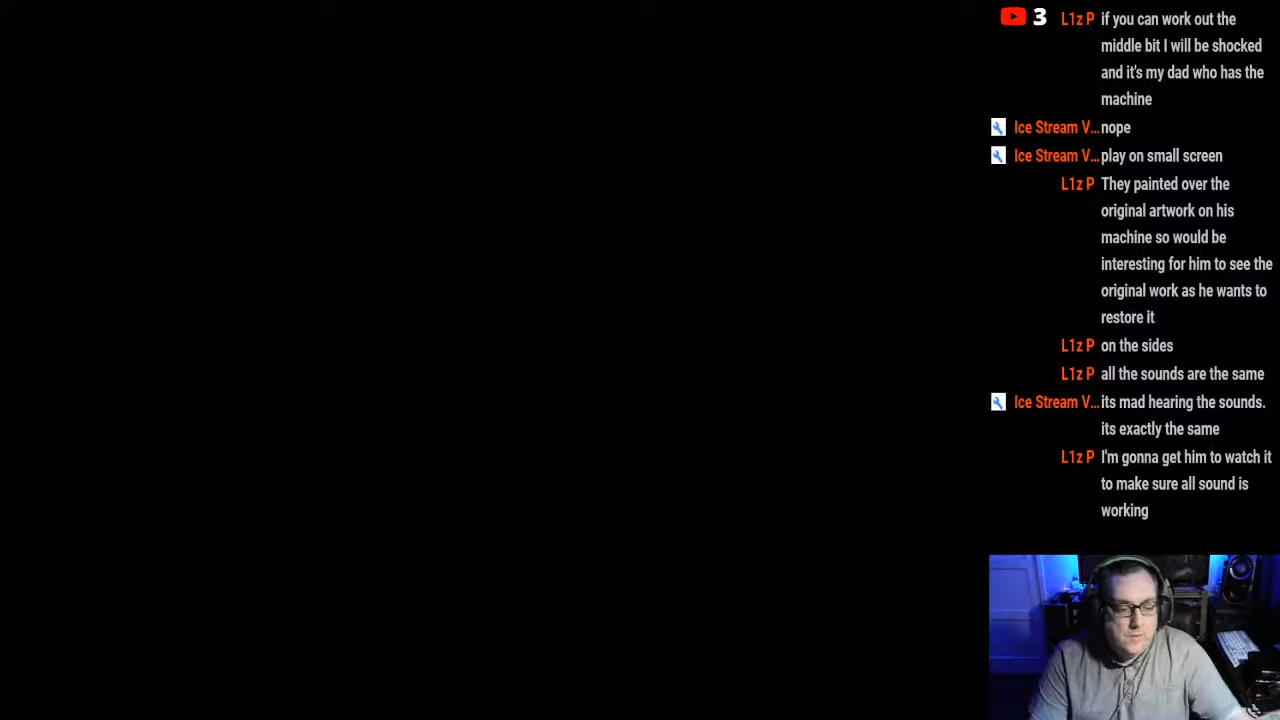 3
L1z P if you can work out the
middle bit I will be shocked
and it's my dad who has the
machine
Ice Stream V... nope
Ice Stream V... play on small screen
L1z P They painted over the
original artwork on his
machine so would be
interesting for him to see the
original work as he wants to
restore it
L1z P on the sides
L1z P all the sounds are the same
Ice Stream V... its mad hearing the sounds.
its exactly the same
L1z P I'm gonna get him to watch it
to make sure all sound is
working